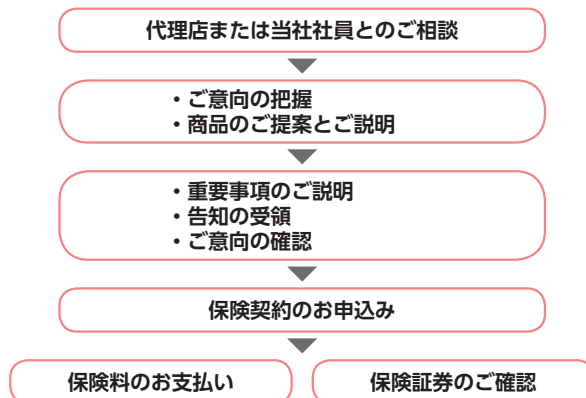 代理店または当社社員とのご相談
・ご意向の把握
・商品のご提案とご説明
・重要事項のご説明
・告知の受領
・ご意向の確認
保険契約のお申込み
保険料のお支払い
保険証券のご確認